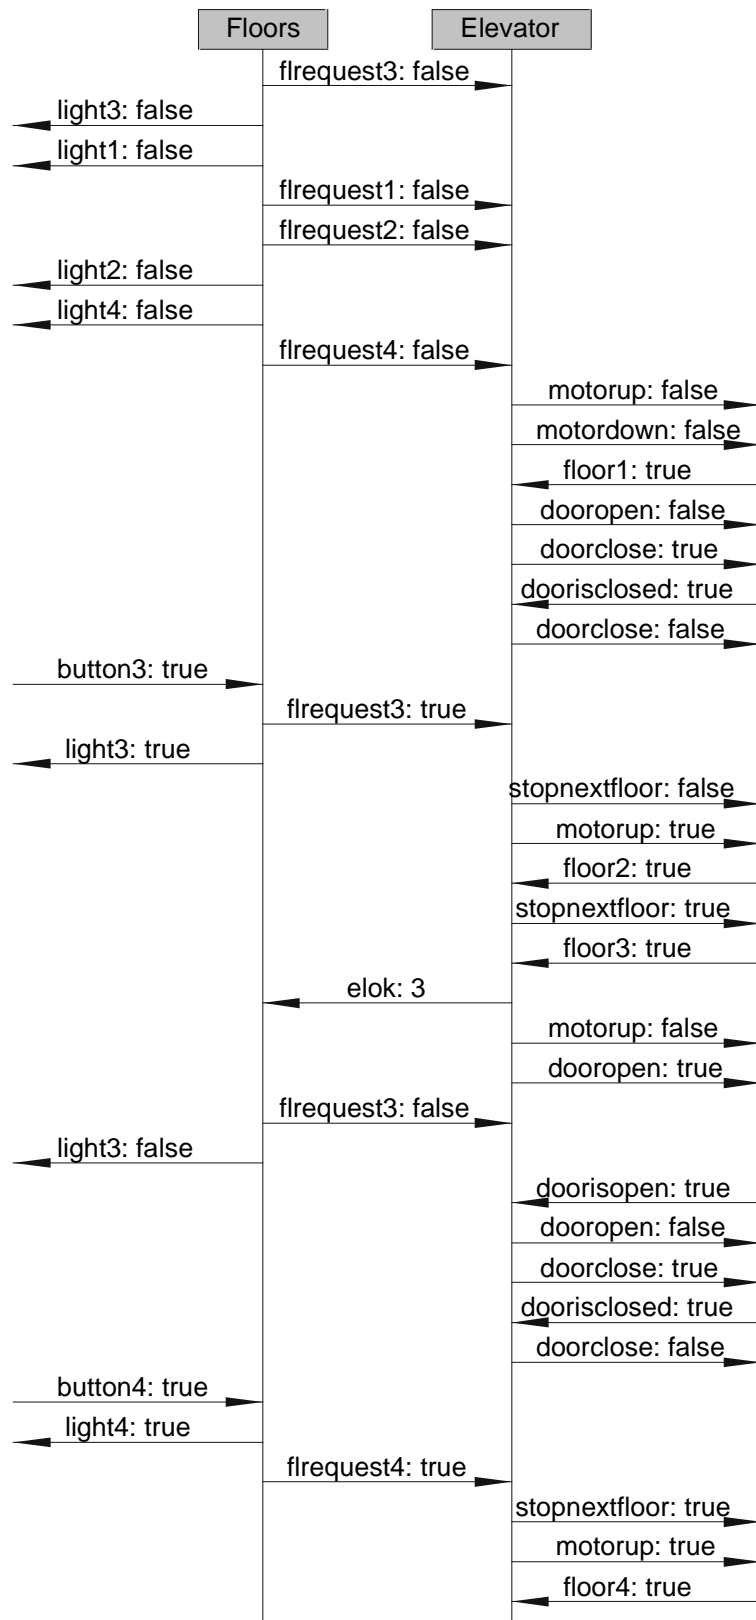 Floors
Elevator
flrequest3: false
light3: false
light1: false
flrequest1: false
flrequest2: false
light2: false
light4: false
flrequest4: false
motorup: false
motordown: false
floor1: true
dooropen: false
doorclose: true
doorisclosed: true
doorclose: false
button3: true
flrequest3: true
light3: true
stopnextfloor: false
motorup: true
floor2: true
stopnextfloor: true
floor3: true
elok: 3
motorup: false
dooropen: true
flrequest3: false
light3: false
doorisopen: true
dooropen: false
doorclose: true
doorisclosed: true
doorclose: false
button4: true
light4: true
flrequest4: true
stopnextfloor: true
motorup: true
floor4: true